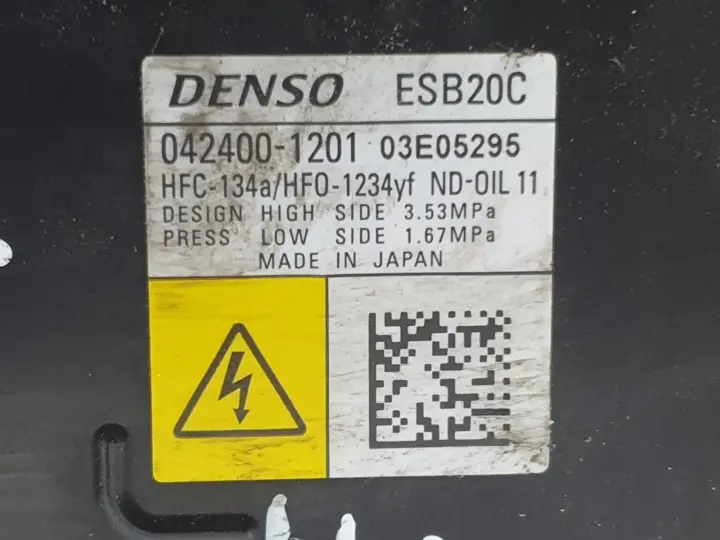 DENSO ESB20C
042400-1201 03E05295
HFC-134a/HFO-1234yf ND-OIL 11
DESIGN HIGH SIDE 3.53MPa
PRESS LOW SIDE 1.67MPa
MADE IN JAPAN